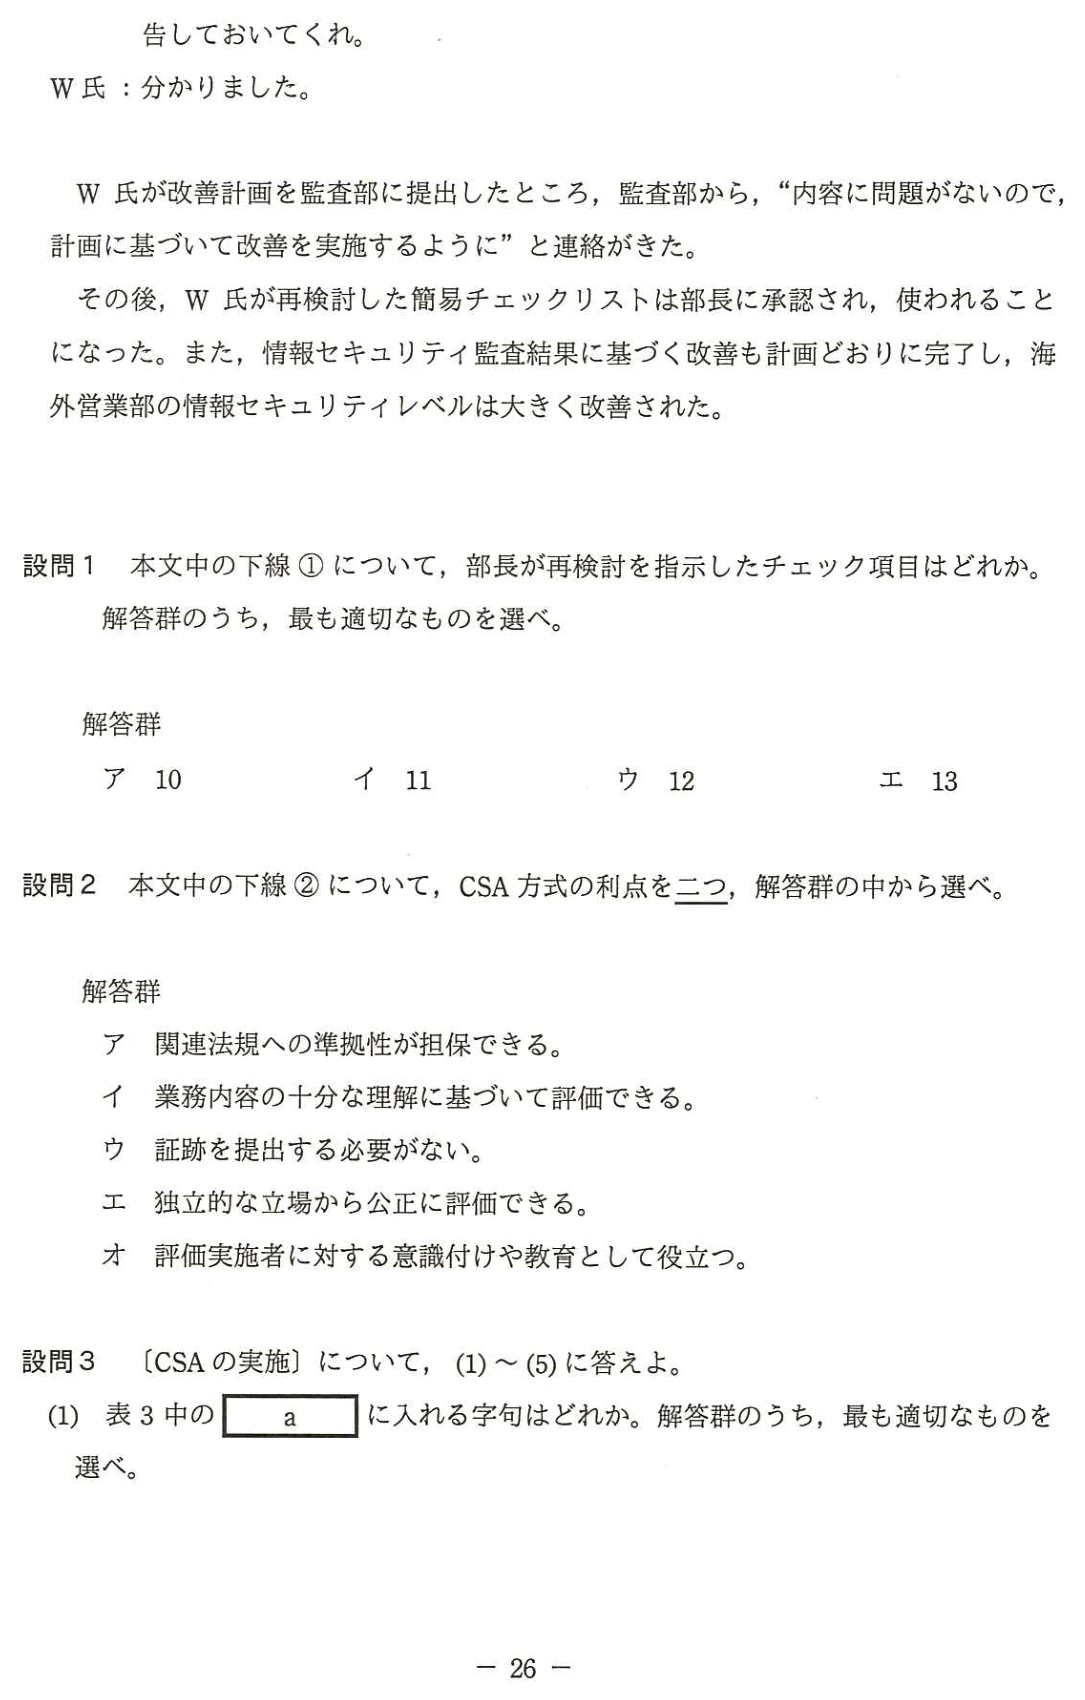 告しておいてくれ。
W氏：分かりました。
W 氏が改善計画を監査部に提出したところ，監査部から，“内容に問題がないので，
計画に基づいて改善を実施するように”と連絡がきた。
その後，W 氏が再検討した簡易チェックリストは部長に承認され，使われること
になった。また，情報セキュリティ監査結果に基づく改善も計画どおりに完了し，海
外営業部の情報セキュリティレベルは大きく改善された。
設問1 本文中の下線①について，部長が再検討を指示したチェック項目はどれか。
解答群のうち，最も適切なものを選べ。
解答群
ア 10 イ 11 ウ 12 エ 13
設問2 本文中の下線②について，CSA方式の利点を二つ，解答群の中から選べ。
解答群
ア 関連法規への準拠性が担保できる。
イ 業務内容の十分な理解に基づいて評価できる。
ウ 証跡を提出する必要がない。
エ 独立的な立場から公正に評価できる。
オ 評価実施者に対する意識付けや教育として役立つ。
設問3 〔CSAの実施〕について，(1)～(5)に答えよ。
(1) 表3中の a に入れる字句はどれか。解答群のうち，最も適切なものを
選べ。
－ 26 －